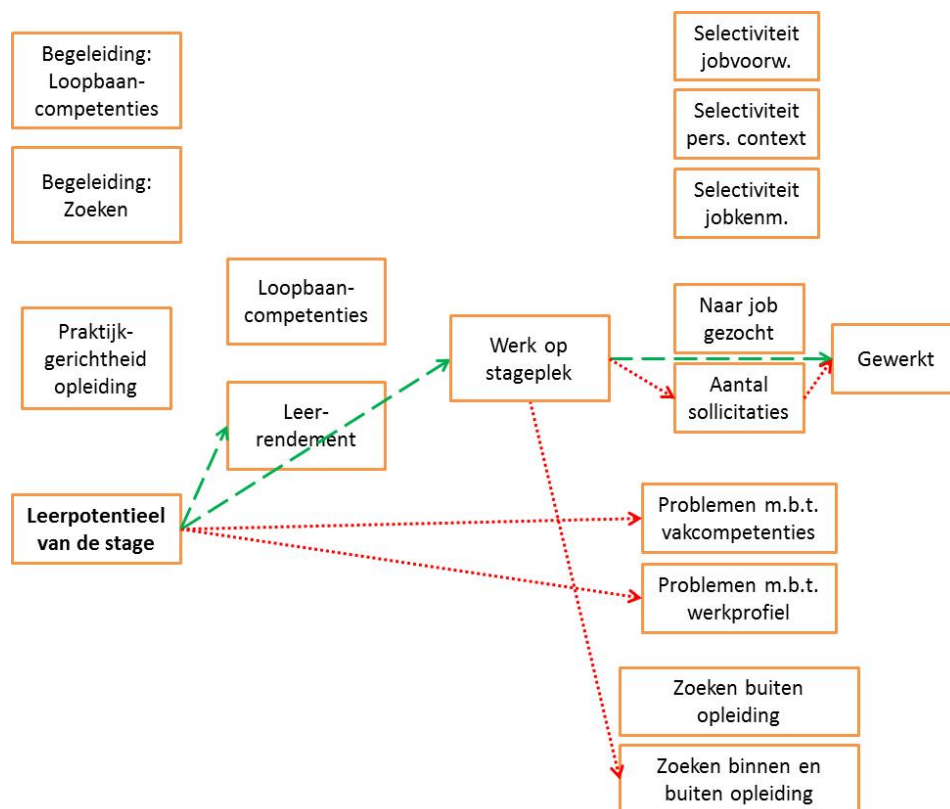 Begeleiding:
Loopbaan-
competenties
Begeleiding:
Zoeken
Praktijk-
gerichtheid
opleiding
Leerpotentieel
van de stage
Loopbaan-
competenties
Leer-
rendement
Werk op
stageplek
Selectiviteit
jobvoorw.
Selectiviteit
pers. context
Selectiviteit
jobkenm.
Naar job
gezocht
Aantal
sollicitaties
Gewerkt
Problemen m.b.t.
vakcompetenties
Problemen m.b.t.
werkprofiel
Zoeken buiten
opleiding
Zoeken binnen en
buiten opleiding